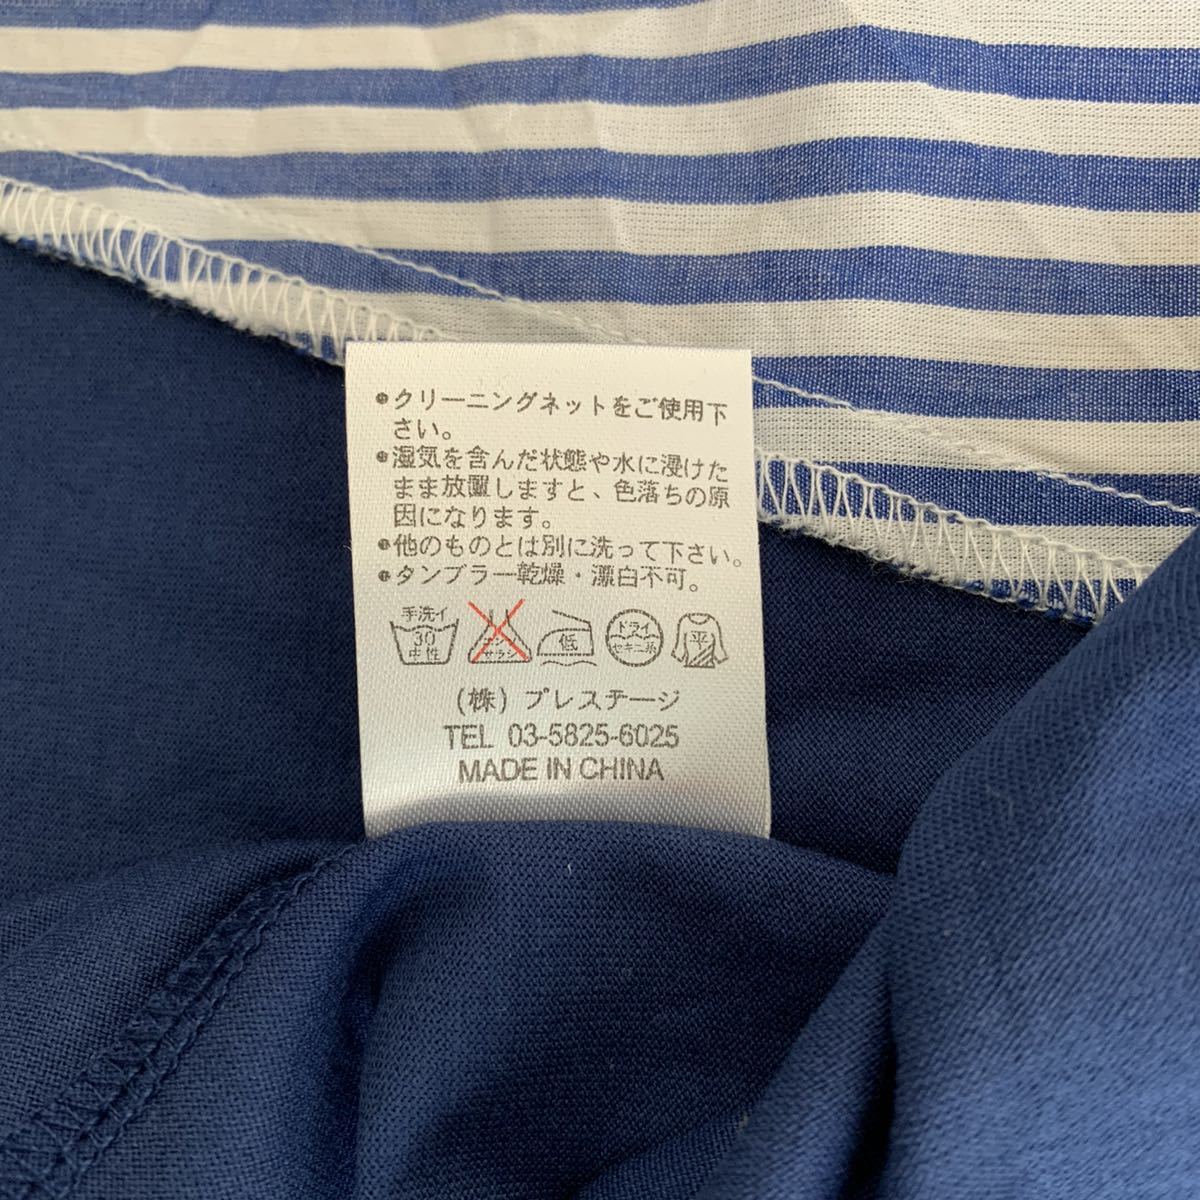 ●クリーニングネットをご使用下
さい。
●湿気を含んだ状態や水に浸けた
まま放置しますと、色落ちの原
因になります。
●他のものとは別に洗って下さい。
●タンブラー乾燥・漂白不可。
手洗イ
30
中性
エンソ
サラシ
低
ドライ
セキユ系
平
(株) プレステージ
TEL 03-5825-6025
MADE IN CHINA